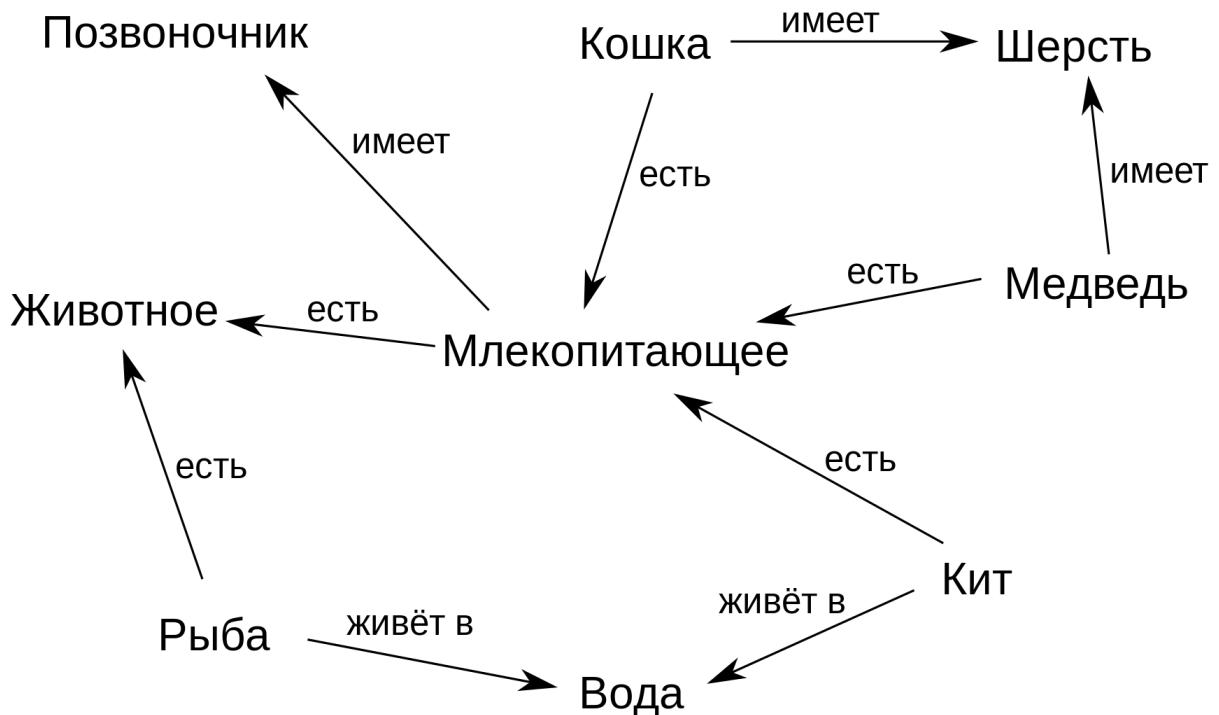 Позвоночник
Кошка
имеет
Шерсть
имеет
есть
имеет
Животное
есть
Млекопитающее
есть
Медведь
есть
есть
Рыба
живёт в
живёт в
Кит
Вода